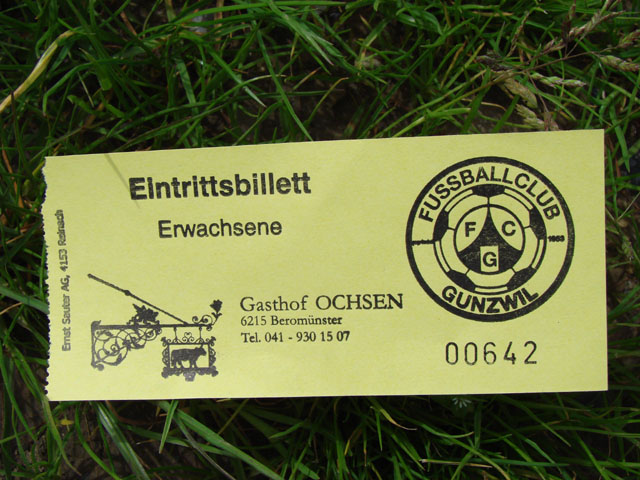 Eintrittsbillett
Erwachsene
Ernst Sauter AG, 4153 Reinach
Gasthof OCHSEN
6215 Beromünster
Tel. 041 - 930 15 07
FUSSBALLCLUB
F C
G
GUNZWIL
00642